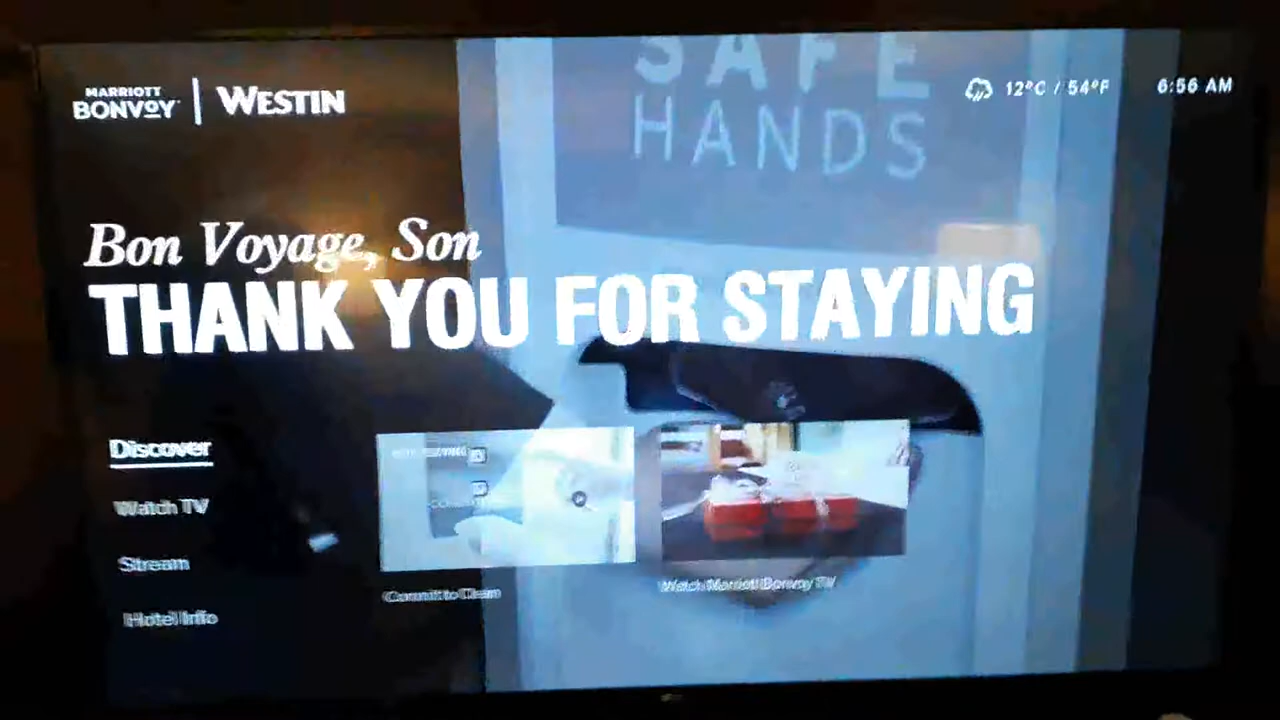 SAFE
HANDS
MARRIOTT
BONVOY
WESTIN
12°C / 54°F
6:56 AM
Bon Voyage, Son
THANK YOU FOR STAYING
Discover
Watch TV
Stream
Hotel Info
Commit to Clean
Watch Marriott Bonvoy TV